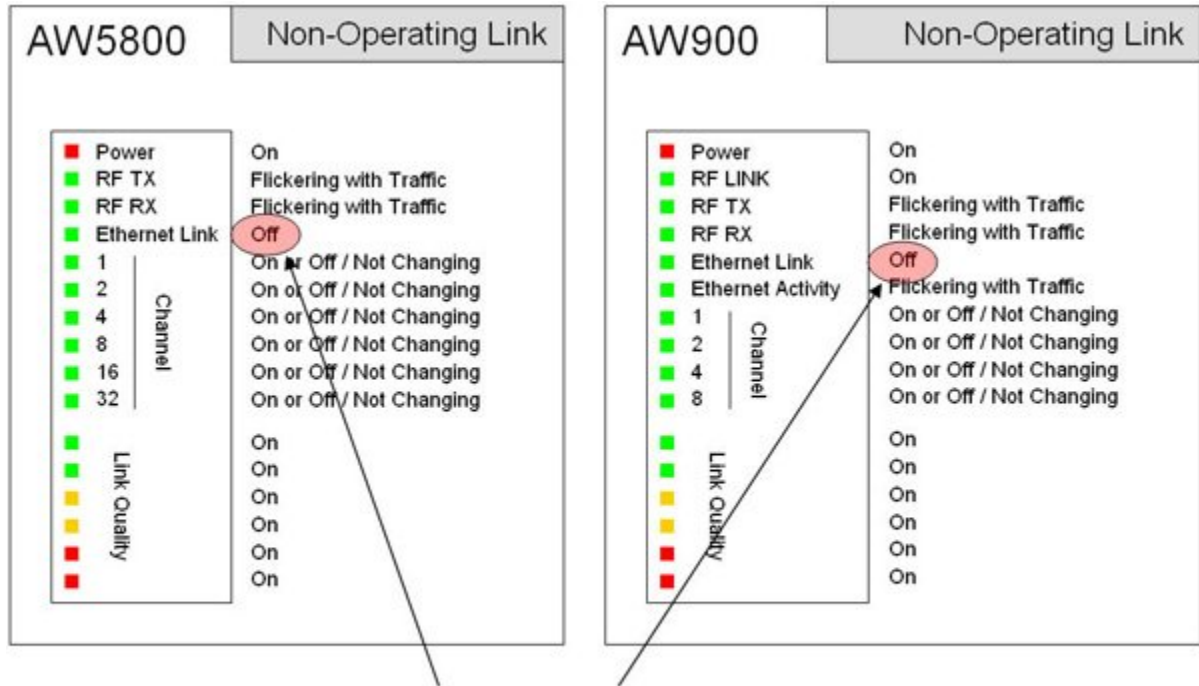 AW5800 Non-Operating Link
Power On
RF TX Flickering with Traffic
RF RX Flickering with Traffic
Ethernet Link Off
1 On or Off / Not Changing
2 On or Off / Not Changing
4 On or Off / Not Changing
8 On or Off / Not Changing
16 On or Off / Not Changing
32 On or Off / Not Changing
Channel
On
On
On
On
On
On
Link Quality
AW900 Non-Operating Link
Power On
RF LINK On
RF TX Flickering with Traffic
RF RX Flickering with Traffic
Ethernet Link Off
Ethernet Activity Flickering with Traffic
1 On or Off / Not Changing
2 On or Off / Not Changing
4 On or Off / Not Changing
8 On or Off / Not Changing
Channel
On
On
On
On
On
On
Link Quality